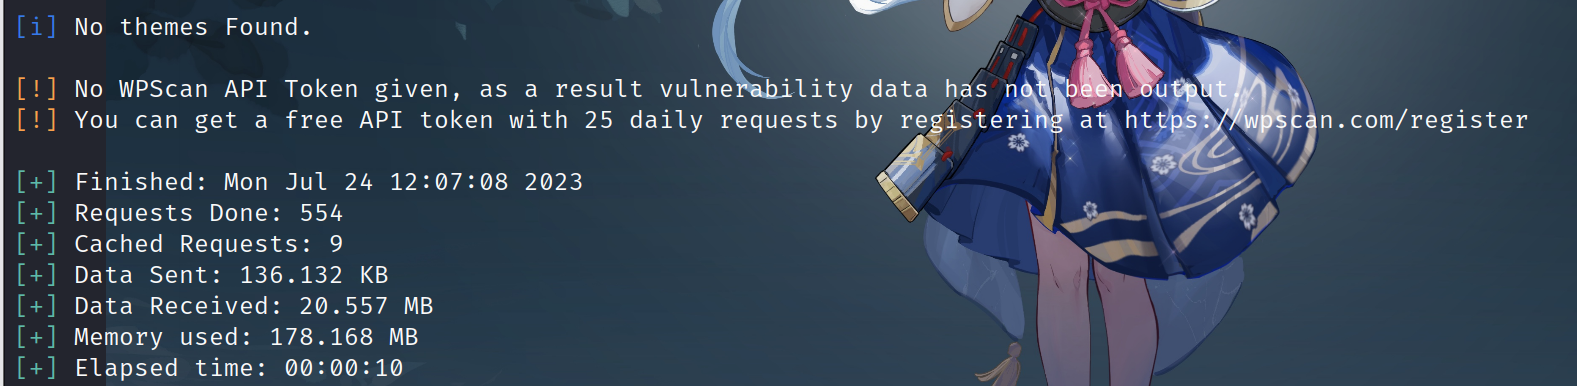 [i] No themes Found.
[!] No WPScan API Token given, as a result vulnerability data has not been output.
[!] You can get a free API token with 25 daily requests by registering at https://wpscan.com/register
[+] Finished: Mon Jul 24 12:07:08 2023
[+] Requests Done: 554
[+] Cached Requests: 9
[+] Data Sent: 136.132 KB
[+] Data Received: 20.557 MB
[+] Memory used: 178.168 MB
[+] Elapsed time: 00:00:10